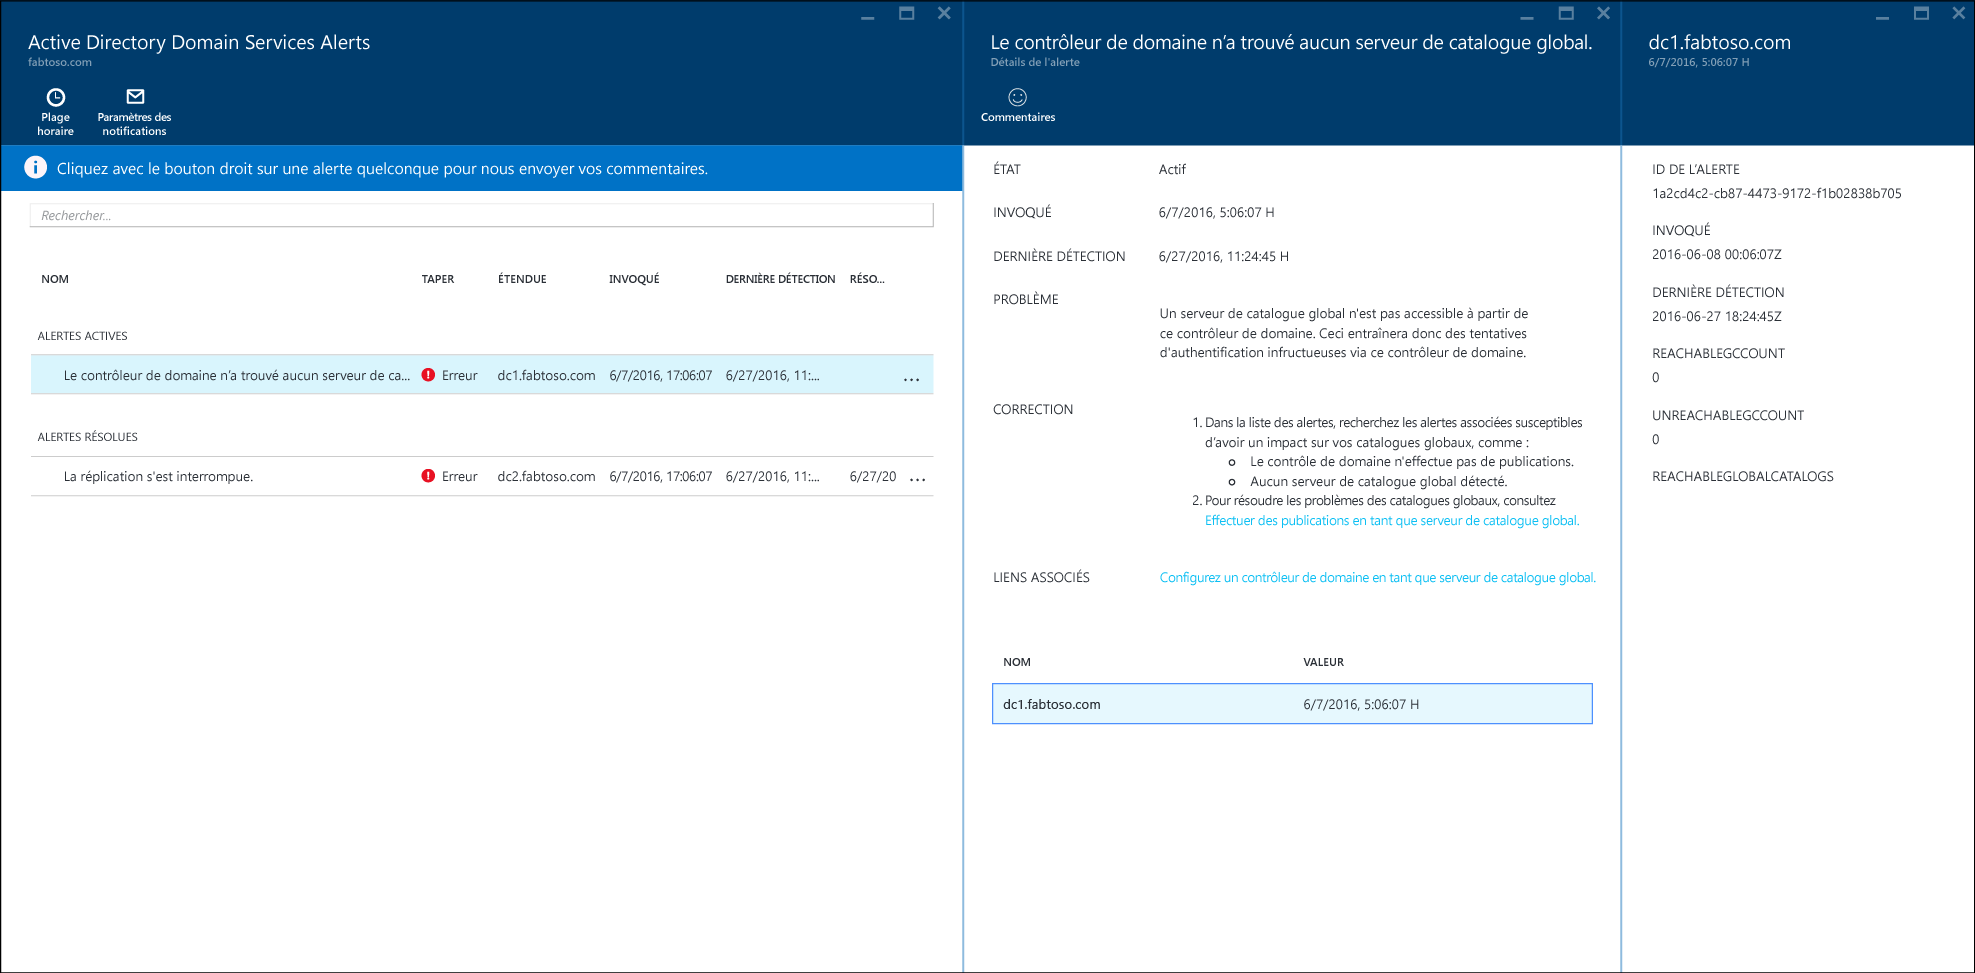 Active Directory Domain Services Alerts
fabtoso.com
Plage
horaire
Paramètres des
notifications
Cliquez avec le bouton droit sur une alerte quelconque pour nous envoyer vos commentaires.
Rechercher...
NOM TAPER ÉTENDUE INVOQUÉ DERNIÈRE DÉTECTION RÉSO...
ALERTES ACTIVES
Le contrôleur de domaine n’a trouvé aucun serveur de ca... Erreur dc1.fabtoso.com 6/7/2016, 17:06:07 6/27/2016, 11:... ...
ALERTES RÉSOLUES
La réplication s'est interrompue. Erreur dc2.fabtoso.com 6/7/2016, 17:06:07 6/27/2016, 11:... 6/27/20 ...
Le contrôleur de domaine n’a trouvé aucun serveur de catalogue global.
Détails de l'alerte
Commentaires
ÉTAT Actif
INVOQUÉ 6/7/2016, 5:06:07 H
DERNIÈRE DÉTECTION 6/27/2016, 11:24:45 H
PROBLÈME
Un serveur de catalogue global n'est pas accessible à partir de
ce contrôleur de domaine. Ceci entraînera donc des tentatives
d'authentification infructueuses via ce contrôleur de domaine.
CORRECTION
1. Dans la liste des alertes, recherchez les alertes associées susceptibles
d’avoir un impact sur vos catalogues globaux, comme :
Le contrôle de domaine n'effectue pas de publications.
Aucun serveur de catalogue global détecté.
2. Pour résoudre les problèmes des catalogues globaux, consultez
Effectuer des publications en tant que serveur de catalogue global.
LIENS ASSOCIÉS Configurez un contrôleur de domaine en tant que serveur de catalogue global.
NOM VALEUR
dc1.fabtoso.com 6/7/2016, 5:06:07 H
dc1.fabtoso.com
6/7/2016, 5:06:07 H
ID DE L’ALERTE
1a2cd4c2-cb87-4473-9172-f1b02838b705
INVOQUÉ
2016-06-08 00:06:07Z
DERNIÈRE DÉTECTION
2016-06-27 18:24:45Z
REACHABLEGCCOUNT
0
UNREACHABLEGCCOUNT
0
REACHABLEGLOBALCATALOGS